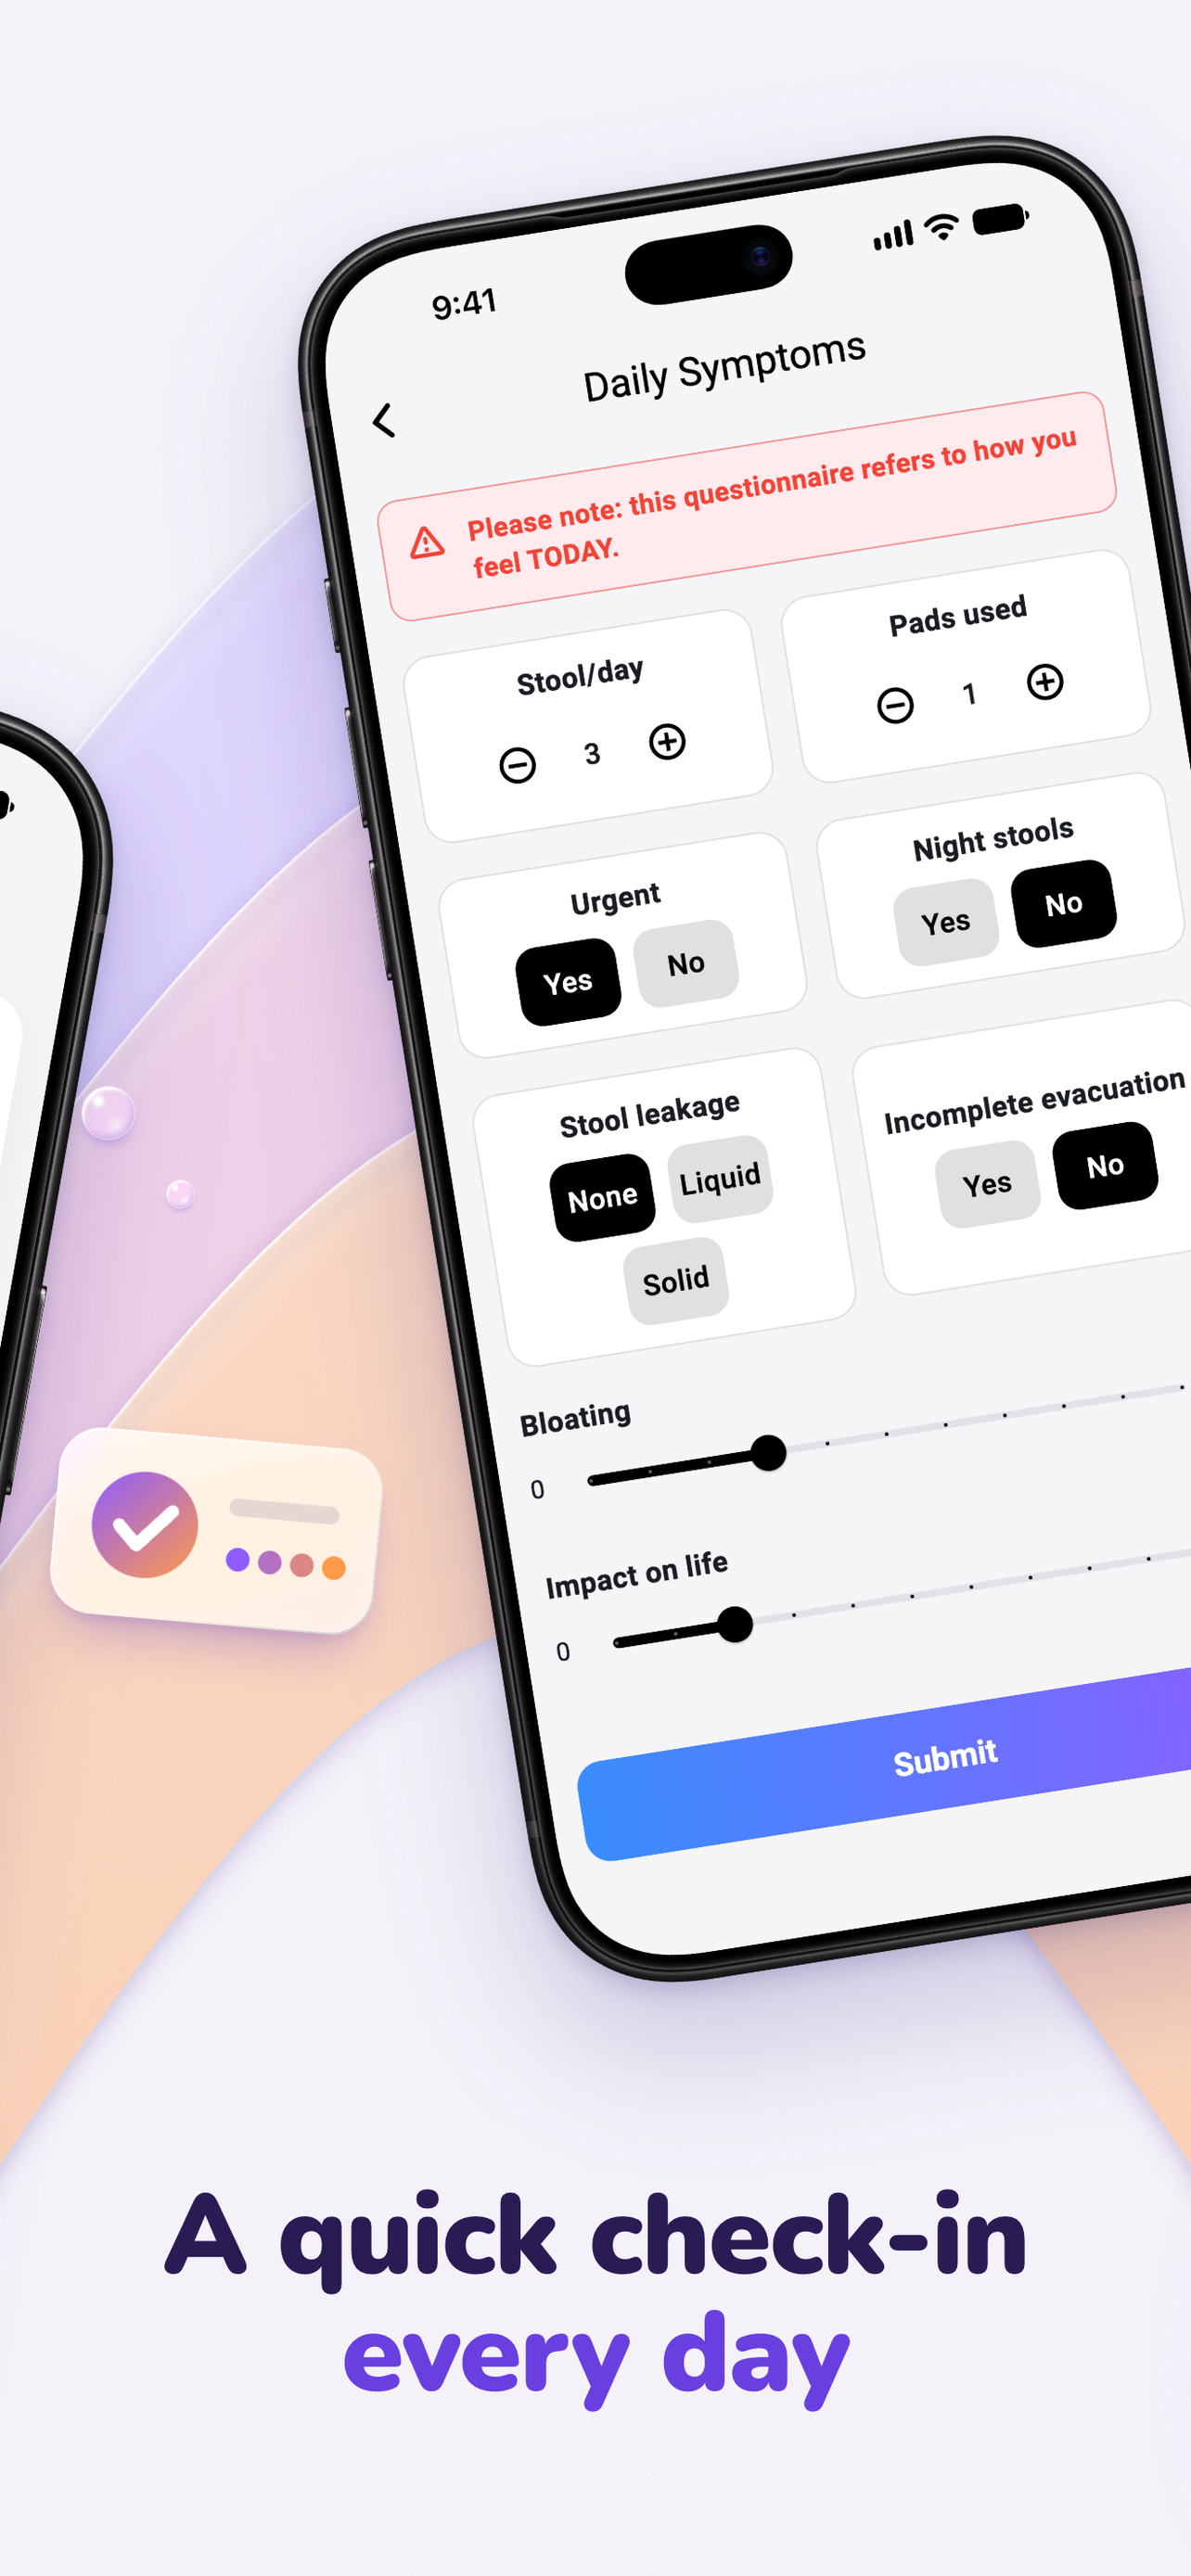 9:41
Daily Symptoms
Please note: this questionnaire refers to how you
feel TODAY.
Stool/day
3
Pads used
1
Urgent
Yes
No
Night stools
Yes
No
Stool leakage
None
Liquid
Solid
Incomplete evacuation
Yes
No
Bloating
0
Impact on life
0
Submit
A quick check-in
every day